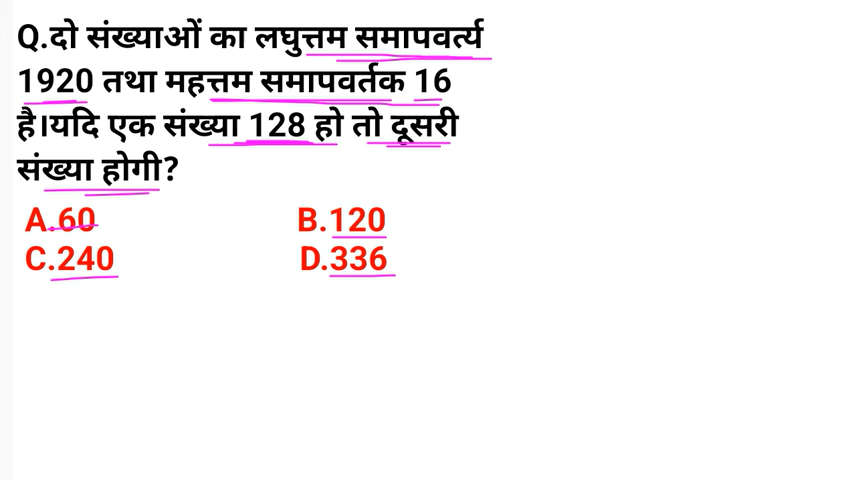 Q.दो संख्याओं का लघुत्तम समापवर्त्य
1920 तथा महत्तम समापवर्तक 16
है।यदि एक संख्या 128 हो तो दूसरी
संख्या होगी?
A.60 B.120
C.240 D.336